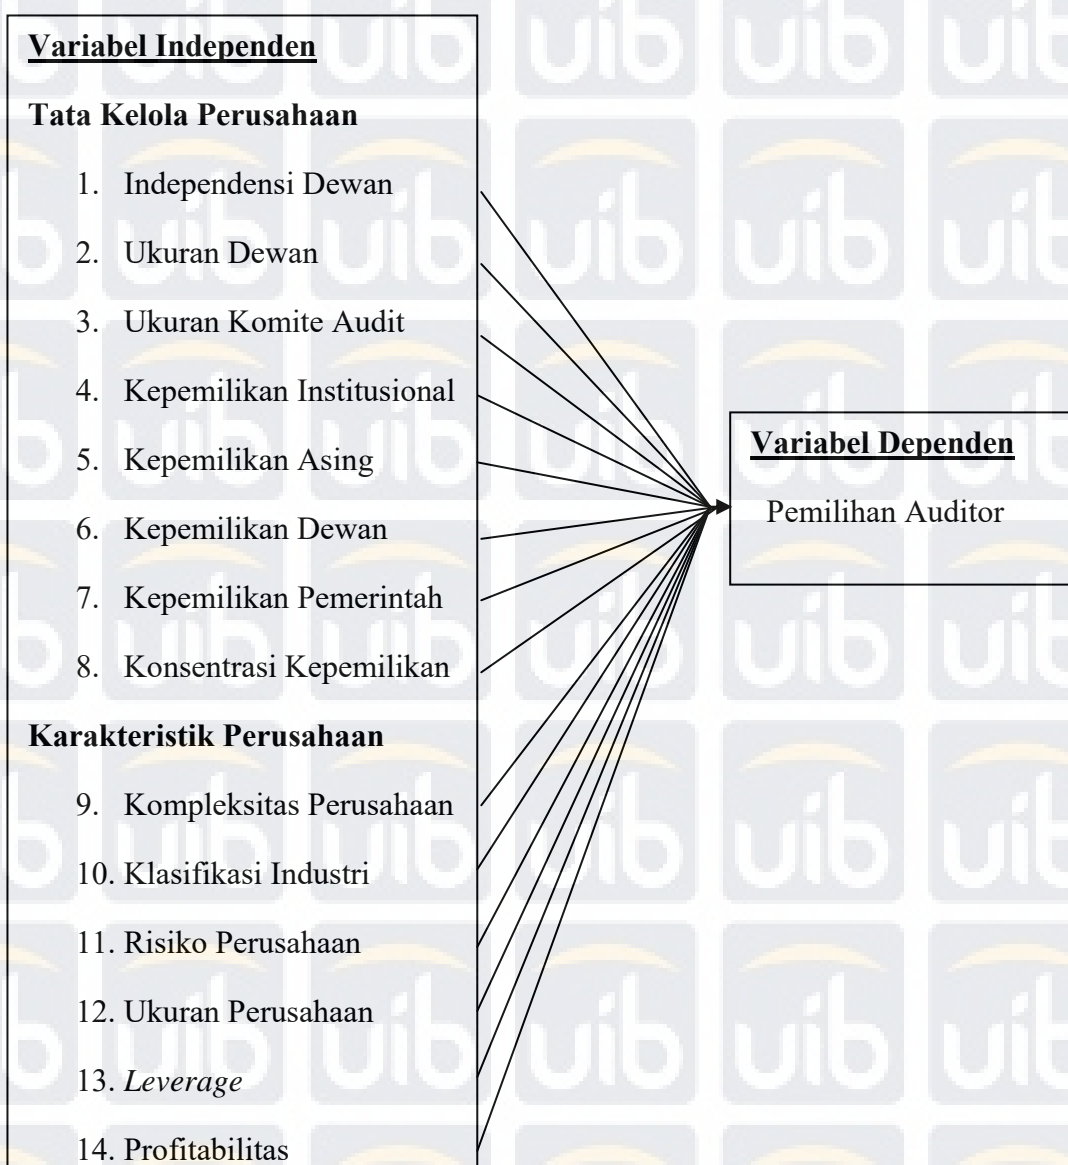 Variabel Independen
Tata Kelola Perusahaan
1. Independensi Dewan
2. Ukuran Dewan
3. Ukuran Komite Audit
4. Kepemilikan Institusional
5. Kepemilikan Asing
6. Kepemilikan Dewan
7. Kepemilikan Pemerintah
8. Konsentrasi Kepemilikan
Karakteristik Perusahaan
9. Kompleksitas Perusahaan
10. Klasifikasi Industri
11. Risiko Perusahaan
12. Ukuran Perusahaan
13. Leverage
14. Profitabilitas
Variabel Dependen
Pemilihan Auditor